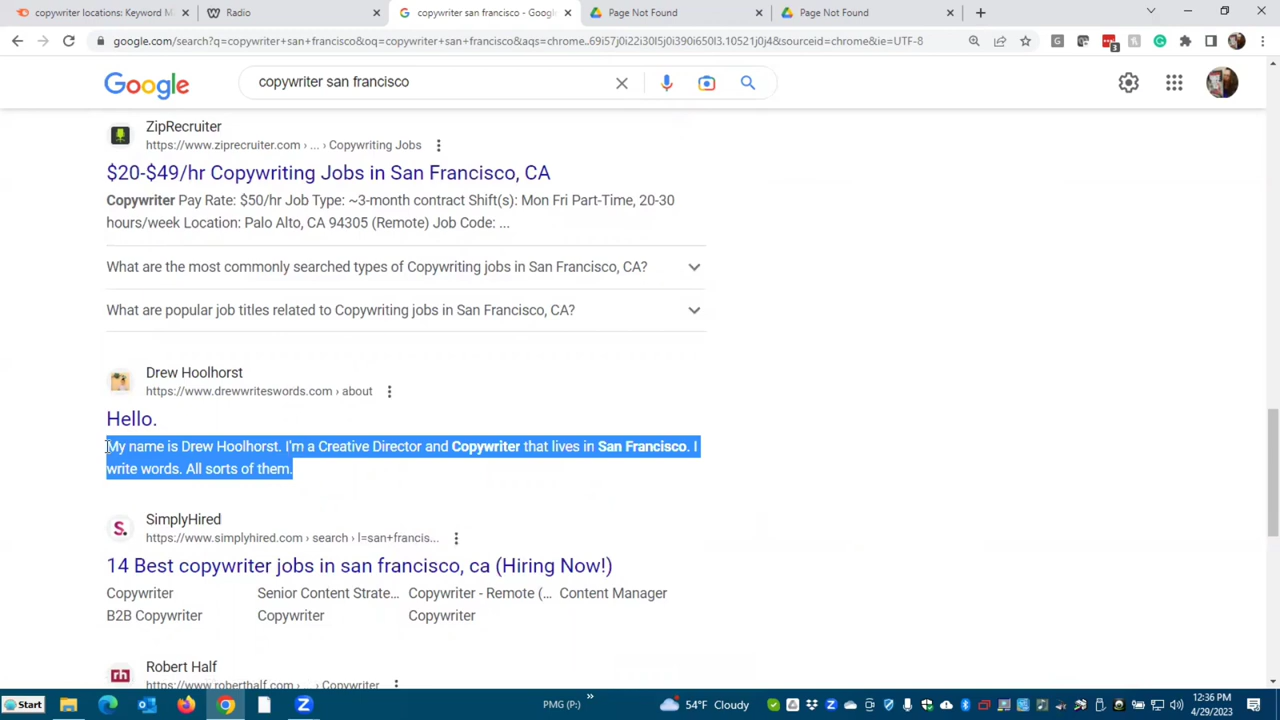 copywriter locations: Keyword M
Radio
copywriter san francisco - Googl
Page Not Found
Page Not Found
google.com/search?q=copywriter+san+francisco&oq=copywriter+san+francisco&aqs=chrome..69i57j0i22i30l5j0i390i650l3.10521j0j4&sourceid=chrome&ie=UTF-8
3
Google
copywriter san francisco
ZipRecruiter
https://www.ziprecruiter.com › ... › Copywriting Jobs
$20-$49/hr Copywriting Jobs in San Francisco, CA
Copywriter Pay Rate: $50/hr Job Type: ~3-month contract Shift(s): Mon Fri Part-Time, 20-30
hours/week Location: Palo Alto, CA 94305 (Remote) Job Code: ...
What are the most commonly searched types of Copywriting jobs in San Francisco, CA?
What are popular job titles related to Copywriting jobs in San Francisco, CA?
Drew Hoolhorst
https://www.drewwriteswords.com › about
Hello.
My name is Drew Hoolhorst. I'm a Creative Director and Copywriter that lives in San Francisco. I
write words. All sorts of them.
S.
SimplyHired
https://www.simplyhired.com › search › l=san+francis...
14 Best copywriter jobs in san francisco, ca (Hiring Now!)
Copywriter Senior Content Strate... Copywriter - Remote (... Content Manager
B2B Copywriter Copywriter Copywriter
rh
Robert Half
https://www.roberthalf.com › ... › Copywriter
Start
PMG (P:)
»
54°F Cloudy
12:36 PM
4/29/2023